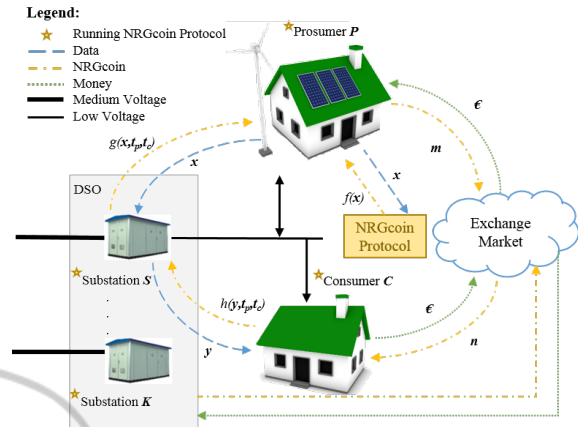 Legend:
Running NRGcoin Protocol
Data
NRGcoin
Money
Medium Voltage
Low Voltage
Prosumer P
€
g(x,tp,tc)
x
x
m
f(x)
DSO
NRGcoin
Protocol
Exchange
Market
Substation S
Consumer C
h(y,tp,tc)
€
n
y
.
.
.
Substation K